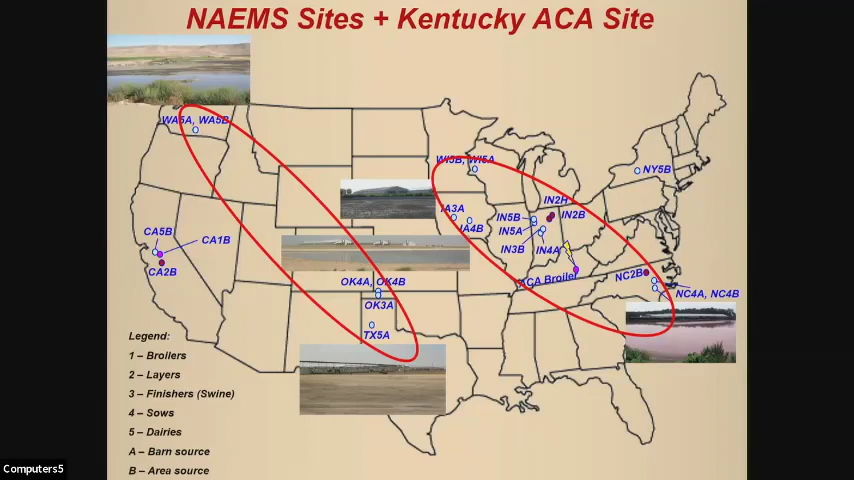 NAEMS Sites + Kentucky ACA Site
WA5A, WA5B
WI5B, WI5A
NY5B
IN2H
IA3A
IN5B
IN2B
CA5B
IA4B
IN5A
CA1B
IN3B
IN4A
CA2B
ACA Broiler
NC2B
OK4A, OK4B
NC4A, NC4B
OK3A
TX5A
Legend:
1 – Broilers
2 – Layers
3 – Finishers (Swine)
4 – Sows
5 – Dairies
A – Barn source
B – Area source
Computers5